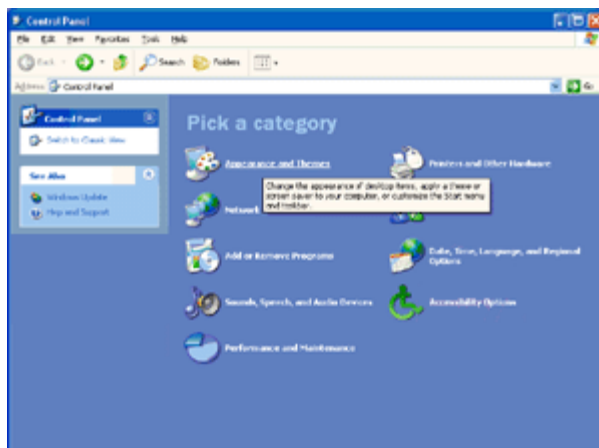 Control Panel
File Edit View Favorites Tools Help
Back Search Folders
Address Control Panel Go
Control Panel
Switch to Classic View
See Also
Windows Update
Help and Support
Pick a category
Appearance and Themes
Printers and Other Hardware
Change the appearance of desktop items, apply a theme or
screen saver to your computer, or customize the Start menu
and taskbar.
Network
Add or Remove Programs
Date, Time, Language, and Regional
Options
Sounds, Speech, and Audio Devices
Accessibility Options
Performance and Maintenance